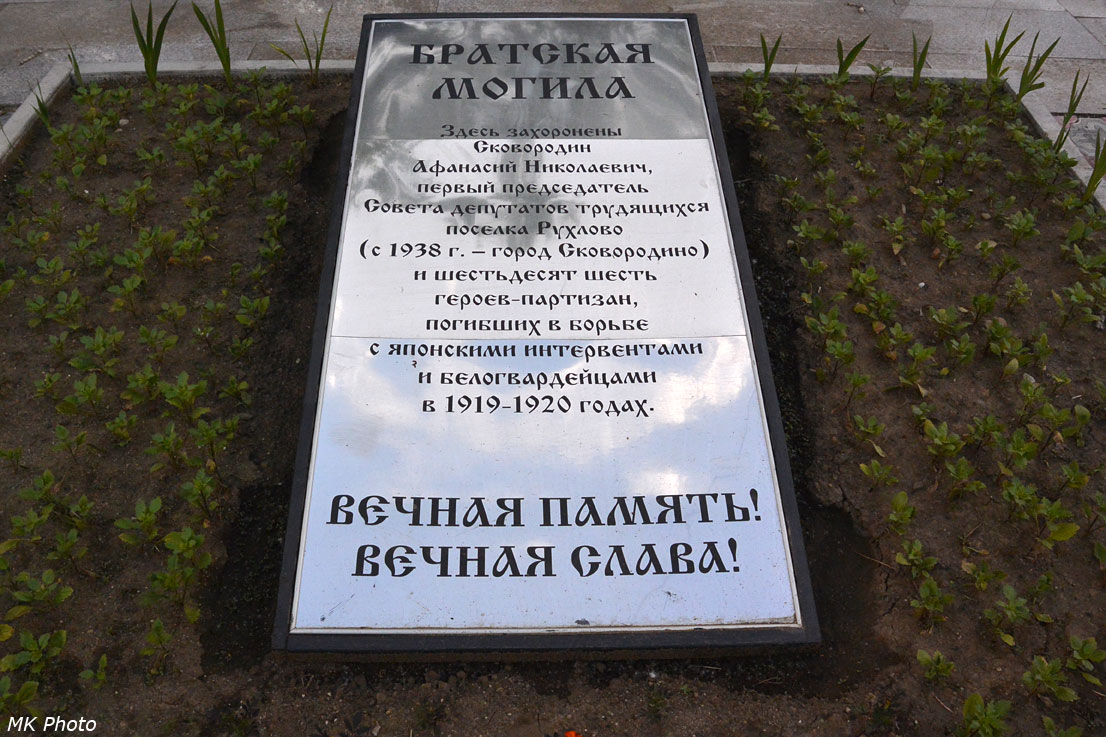 БРАТСКАЯ
МОГИЛА
Здесь захоронены
Сковородин
Афанасий Николаевич,
первый председатель
Совета депутатов трудящихся
поселка Рухлово
(с 1938 г. – город Сковородино)
и шестьдесят шесть
героев-партизан,
погибших в борьбе
с японскими интервентами
и белогвардейцами
в 1919-1920 годах.
ВЕЧНАЯ ПАМЯТЬ!
ВЕЧНАЯ СЛАВА!
MK Photo